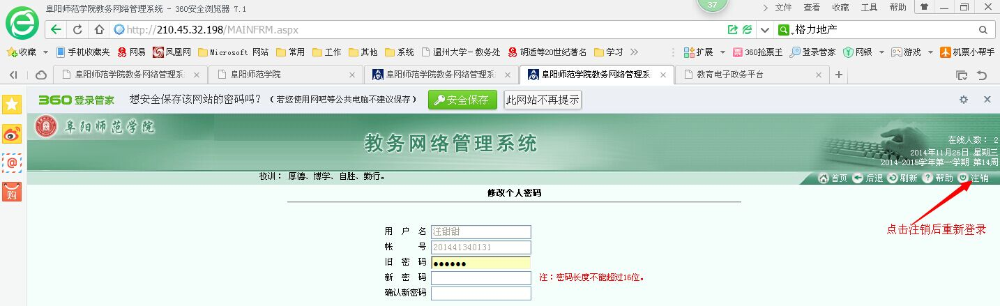 阜阳师范学院教务网络管理系统 - 360安全浏览器 7.1
37
文件 查看 收藏 工具 帮助
http://210.45.32.198/MAINFRM.aspx
格力地产
收藏 手机收藏夹 网易 凤凰网 Microsoft 网站 常用 工作 其他 系统 温州大学－教务处 胡适等20世纪著名 学习 扩展 360抢票王 登录管家 网银 游戏 机票小帮手
阜阳师范学院教务网络管理系 阜阳师范学院 阜阳师范学院教务网络管理系 阜阳师范学院教务网络管理系 教育电子政务平台
360 登录管家 想安全保存该网站的密码吗？（若您使用网吧等公共电脑不建议保存） 安全保存 此网站不再提示
阜阳师范学院
教务网络管理系统
在线人数： 2
2014年11月26日 星期三
2014-2015学年第一学期 第14周
校训： 厚德、博学、自胜、勤行。
首页 后退 刷新 帮助 注销
修改个人密码
点击注销后重新登录
用 户 名 汪甜甜
帐 号 201441340131
旧 密 码 ●●●●●●
新 密 码 注：密码长度不能超过16位。
确认新密码
@
购